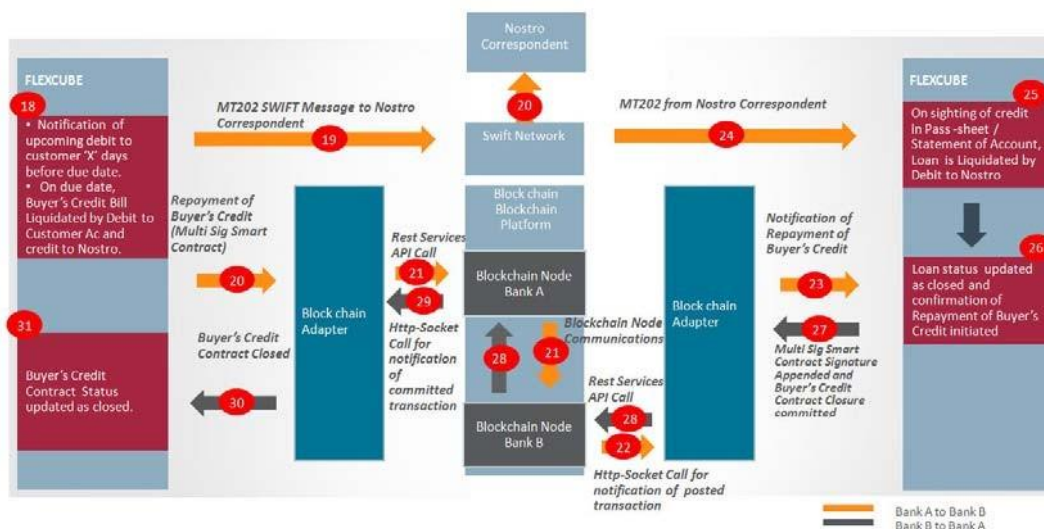 Nostro
Correspondent
FLEXCUBE
18
• Notification of
upcoming debit to
customer 'X' days
before due date.
• On due date,
Buyer's Credit Bill
Liquidated by Debit to
Customer Ac and
credit to Nostro.
31
Buyer's Credit
Contract Status
updated as closed.
MT202 SWIFT Message to Nostro
Correspondent
19
20
Swift Network
MT202 from Nostro Correspondent
24
Repayment of
Buyer's Credit
(Multi Sig Smart
Contract)
20
Buyer's Credit
Contract Closed
30
Block chain
Adapter
Rest Services
API Call
21
29
Http-Socket
Call for
notification
of
committed
transaction
Block chain
Blockchain
Platform
Blockchain Node
Bank A
28
21
Blockchain Node
Communications
Blockchain Node
Bank B
Rest Services
API Call
28
22
Http-Socket Call for
notification of posted
transaction
Block chain
Adapter
Notification of
Repayment of
Buyer's Credit
23
27
Multi Sig Smart
Contract Signature
Appended and
Buyer's Credit
Contract Closure
committed
FLEXCUBE
25
On sighting of credit
In Pass -sheet /
Statement of Account,
Loan is Liquidated by
Debit to Nostro
26
Loan status updated
as closed and
confirmation of
Repayment of Buyer's
Credit initiated
Bank A to Bank B
Bank B to Bank A